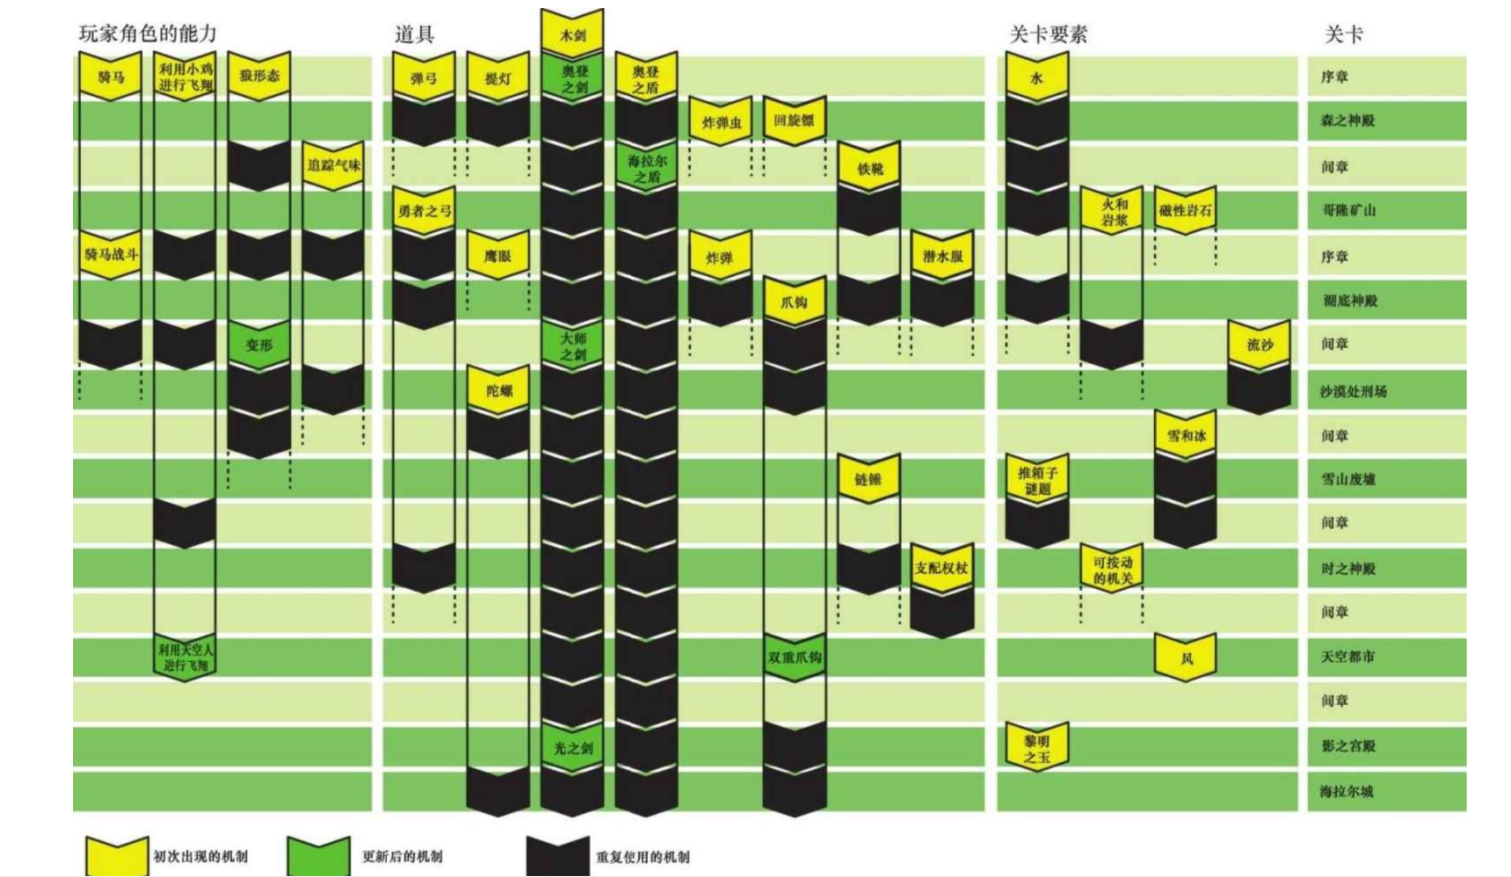 玩家角色的能力
道具
关卡要素
关卡
木剑
骑马
利用小鸡
进行飞翔
狼形态
弹弓
提灯
奥登
之剑
奥登
之盾
水
序章
炸弹虫
回旋镖
森之神殿
追踪气味
海拉尔
之盾
铁靴
间章
勇者之弓
火和
岩浆
磁性岩石
哥隆矿山
骑马战斗
鹰眼
炸弹
潜水服
序章
爪钩
湖底神殿
变形
大师
之剑
流沙
间章
陀螺
沙漠处刑场
雪和冰
间章
链锤
推箱子
谜题
雪山废墟
间章
支配权杖
可按动
的机关
时之神殿
间章
利用天空人
进行飞翔
双重爪钩
风
天空都市
间章
光之剑
黎明
之玉
影之宫殿
海拉尔城
初次出现的机制
更新后的机制
重复使用的机制